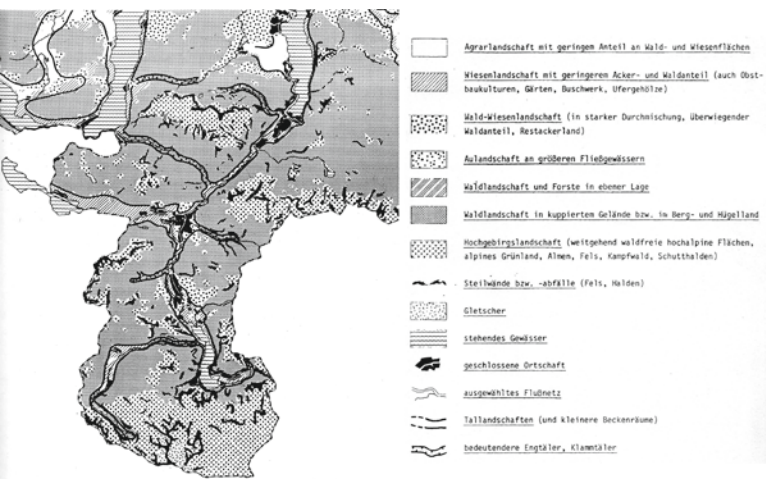 Agrarlandschaft mit geringem Anteil an Wald- und Wiesenflächen
Wiesenlandschaft mit geringerem Acker- und Waldanteil (auch Obst-
baukulturen, Gärten, Buschwerk, Ufergehölze)
Wald-Wiesenlandschaft (in starker Durchmischung, überwiegender
Waldanteil, Restackerland)
Aulandschaft an größeren Fließgewässern
Waldlandschaft und Forste in ebener Lage
Waldlandschaft in kuppiertem Gelände bzw. im Berg- und Hügelland
Hochgebirgslandschaft (weitgehend waldfreie hochalpine Flächen,
alpines Grünland, Almen, Fels, Kampfwald, Schutthalden)
Steilwände bzw. -abfälle (Fels, Halden)
Gletscher
stehendes Gewässer
geschlossene Ortschaft
ausgewähltes Flußnetz
Tallandschaften (und kleinere Beckenräume)
bedeutendere Engtäler, Klammtäler